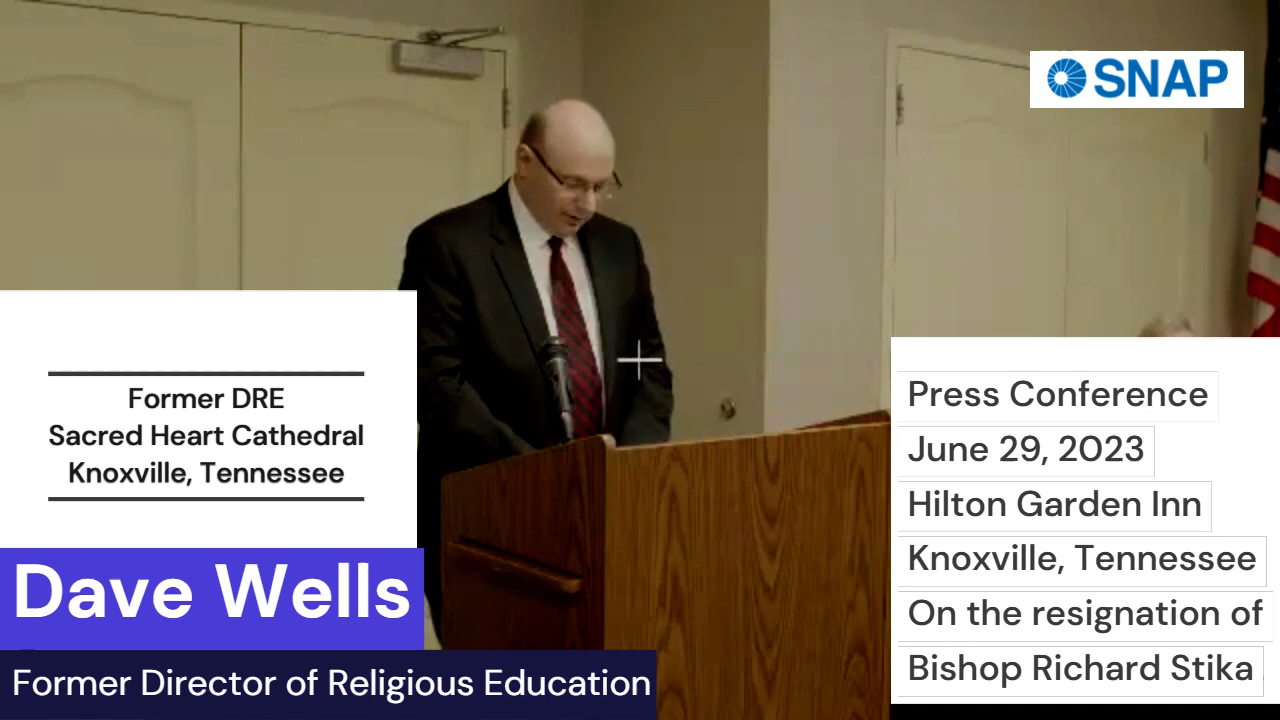 SNAP
Former DRE
Sacred Heart Cathedral
Knoxville, Tennessee
Dave Wells
Former Director of Religious Education
Press Conference
June 29, 2023
Hilton Garden Inn
Knoxville, Tennessee
On the resignation of
Bishop Richard Stika